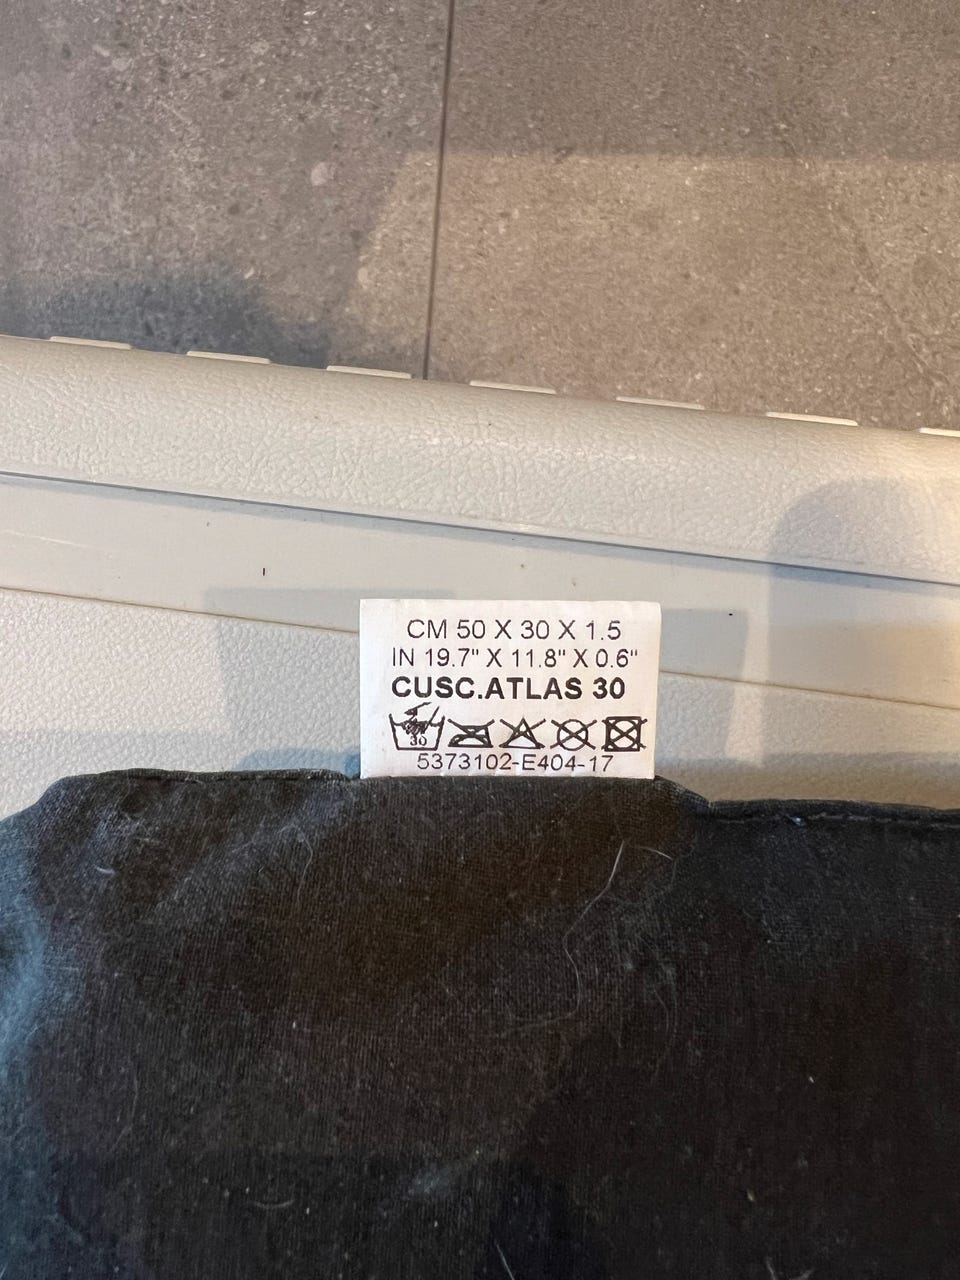 CM 50 X 30 X 1.5
IN 19.7" X 11.8" X 0.6"
CUSC.ATLAS 30
30
5373102-E404-17